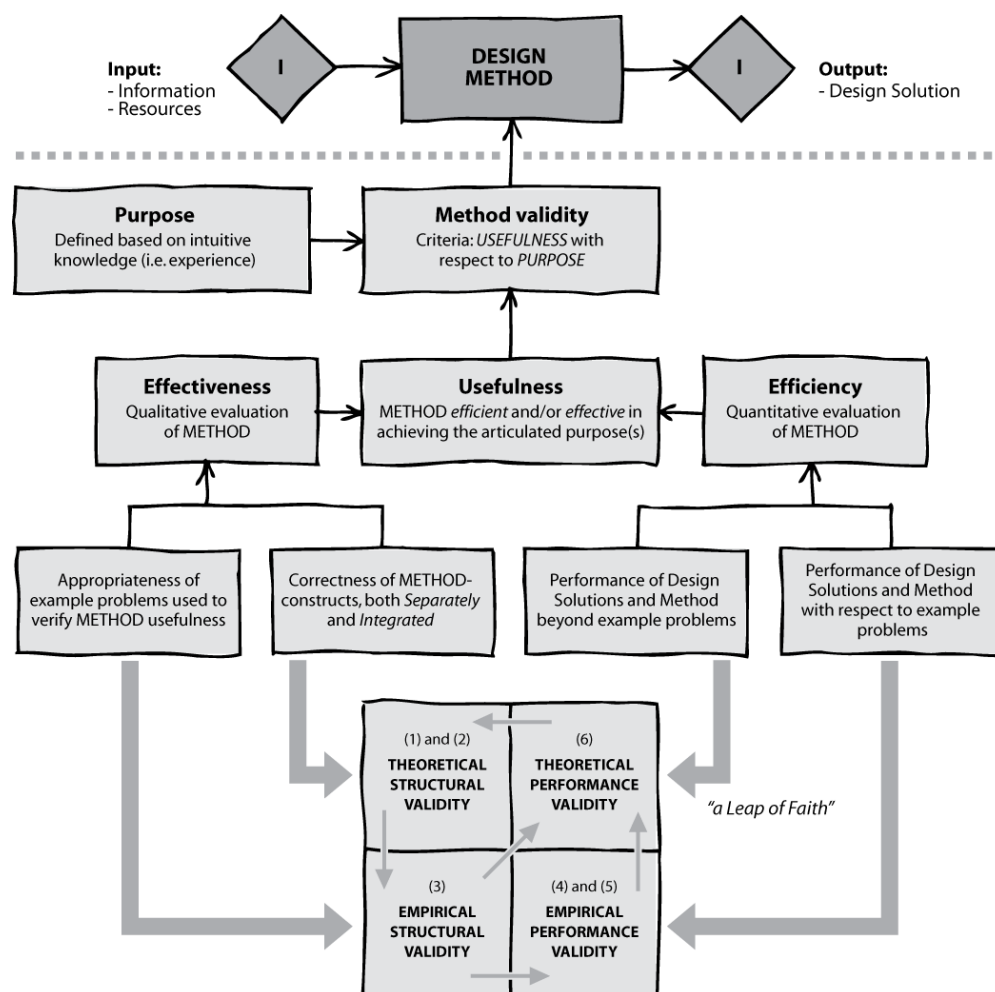 Input:
- Information
- Resources
I
DESIGN
METHOD
I
Output:
- Design Solution
Purpose
Defined based on intuitive
knowledge (i.e. experience)
Method validity
Criteria: USEFULNESS with
respect to PURPOSE
Effectiveness
Qualitative evaluation
of METHOD
Usefulness
METHOD efficient and/or effective in
achieving the articulated purpose(s)
Efficiency
Quantitative evaluation
of METHOD
Appropriateness of
example problems used to
verify METHOD usefulness
Correctness of METHOD-
constructs, both Separately
and Integrated
Performance of Design
Solutions and Method
beyond example problems
Performance of Design
Solutions and Method
with respect to example
problems
(1) and (2)
THEORETICAL
STRUCTURAL
VALIDITY
(6)
THEORETICAL
PERFORMANCE
VALIDITY
“a Leap of Faith”
(3)
EMPIRICAL
STRUCTURAL
VALIDITY
(4) and (5)
EMPIRICAL
PERFORMANCE
VALIDITY